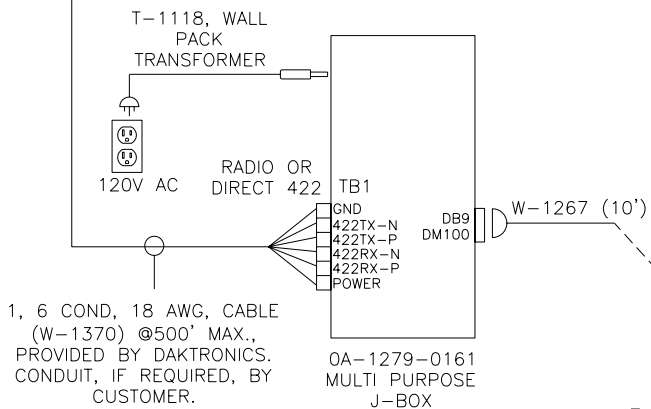 T-1118, WALL
PACK
TRANSFORMER
120V AC
RADIO OR
DIRECT 422
TB1
GND
422TX-N
422TX-P
422RX-N
422RX-P
POWER
DB9
DM100
W-1267 (10')
1, 6 COND, 18 AWG, CABLE
(W-1370) @500' MAX.,
PROVIDED BY DAKTRONICS.
CONDUIT, IF REQUIRED, BY
CUSTOMER.
0A-1279-0161
MULTI PURPOSE
J-BOX